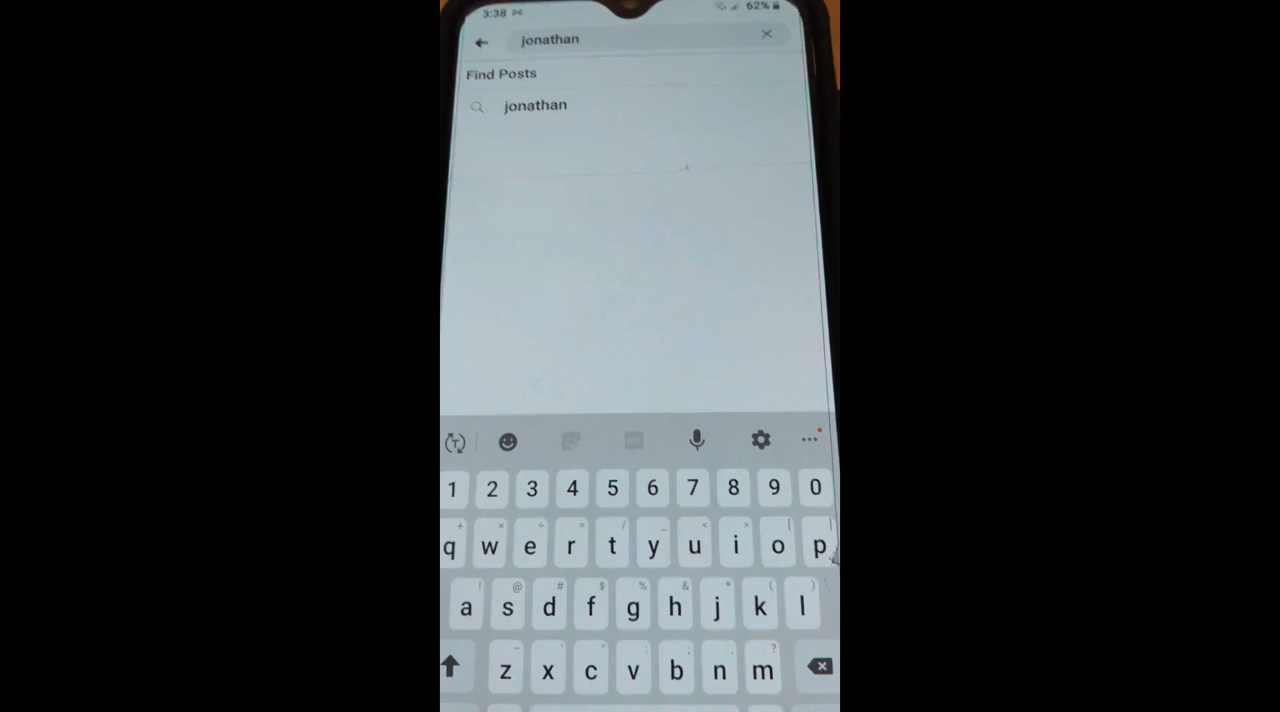 3:38 62%
jonathan
Find Posts
jonathan
T
1 2 3 4 5 6 7 8 9 0
+ × ÷ = / _ < > [ ]
q w e r t y u i o p
! @ # $ % & * ( )
a s d f g h j k l
- ' " : ; , ?
z x c v b n m